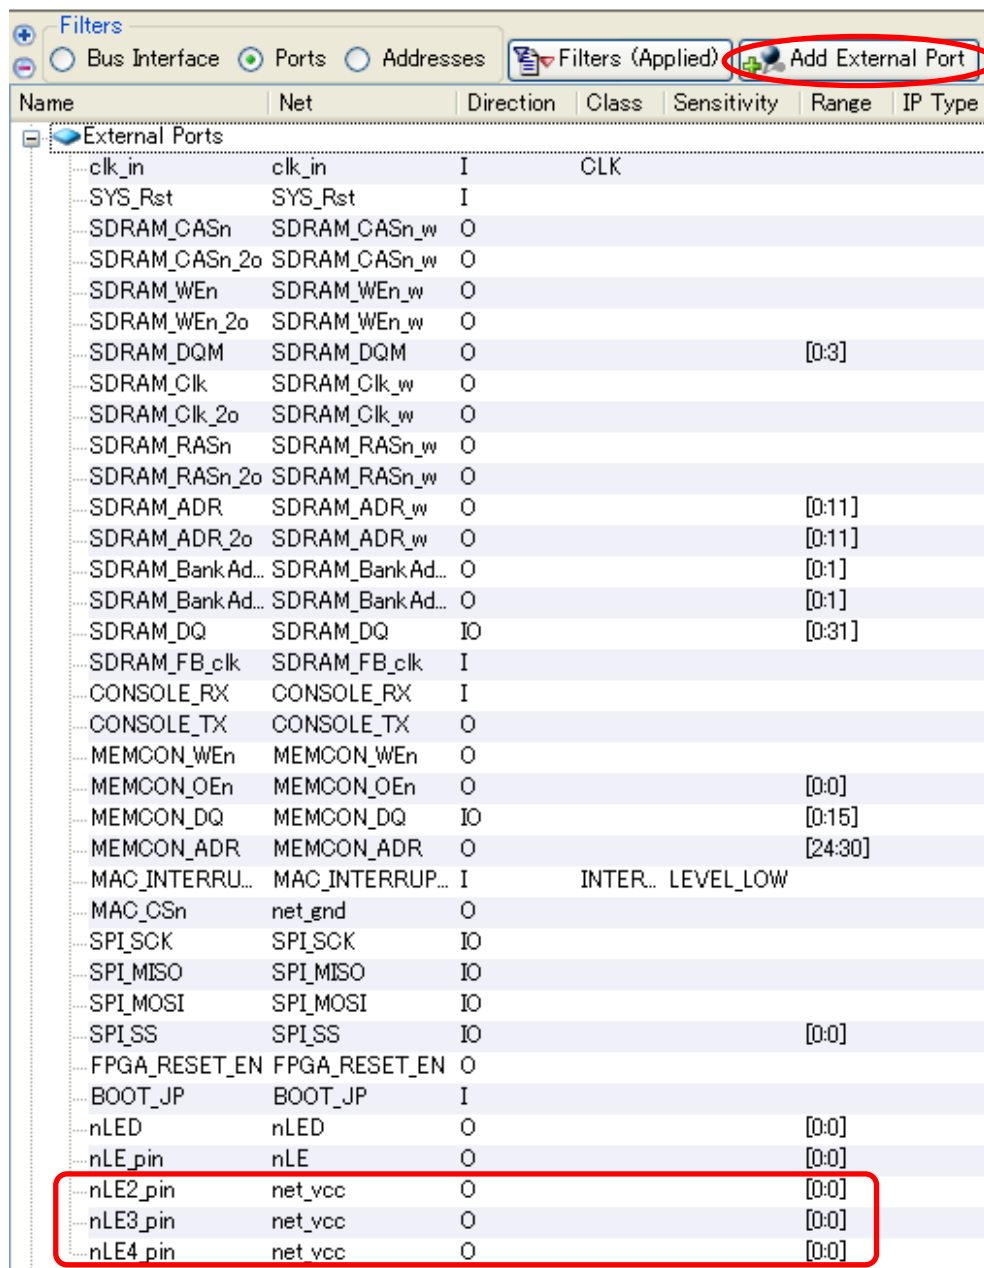 Filters
Bus Interface Ports Addresses Filters (Applied) Add External Port
Name Net Direction Class Sensitivity Range IP Type
External Ports
clk_in clk_in I CLK
SYS_Rst SYS_Rst I
SDRAM_CASn SDRAM_CASn_w O
SDRAM_CASn_2o SDRAM_CASn_w O
SDRAM_WEn SDRAM_WEn_w O
SDRAM_WEn_2o SDRAM_WEn_w O
SDRAM_DQM SDRAM_DQM O [0:3]
SDRAM_Clk SDRAM_Clk_w O
SDRAM_Clk_2o SDRAM_Clk_w O
SDRAM_RASn SDRAM_RASn_w O
SDRAM_RASn_2o SDRAM_RASn_w O
SDRAM_ADR SDRAM_ADR_w O [0:11]
SDRAM_ADR_2o SDRAM_ADR_w O [0:11]
SDRAM_BankAd... SDRAM_BankAd... O [0:1]
SDRAM_BankAd... SDRAM_BankAd... O [0:1]
SDRAM_DQ SDRAM_DQ IO [0:31]
SDRAM_FB_clk SDRAM_FB_clk I
CONSOLE_RX CONSOLE_RX I
CONSOLE_TX CONSOLE_TX O
MEMCON_WEn MEMCON_WEn O
MEMCON_OEn MEMCON_OEn O [0:0]
MEMCON_DQ MEMCON_DQ IO [0:15]
MEMCON_ADR MEMCON_ADR O [24:30]
MAC_INTERRU... MAC_INTERRUP... I INTER... LEVEL_LOW
MAC_CSn net_gnd O
SPI_SCK SPI_SCK IO
SPI_MISO SPI_MISO IO
SPI_MOSI SPI_MOSI IO
SPI_SS SPI_SS IO [0:0]
FPGA_RESET_EN FPGA_RESET_EN O
BOOT_JP BOOT_JP I
nLED nLED O [0:0]
nLE_pin nLE O [0:0]
nLE2_pin net_vcc O [0:0]
nLE3_pin net_vcc O [0:0]
nLE4_pin net_vcc O [0:0]